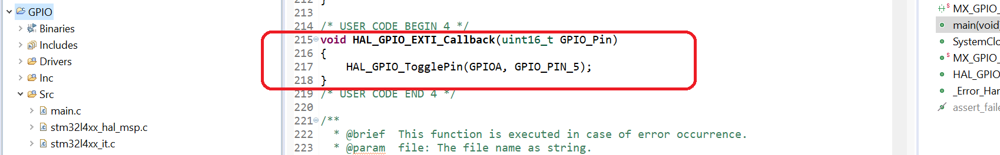 GPIO
Binaries
Includes
Drivers
Inc
Src
main.c
stm32l4xx_hal_msp.c
stm32l4xx_it.c
212 }
213
214 /* USER CODE BEGIN 4 */
215 void HAL_GPIO_EXTI_Callback(uint16_t GPIO_Pin)
216 {
217 HAL_GPIO_TogglePin(GPIOA, GPIO_PIN_5);
218 }
219 /* USER CODE END 4 */
220
221 /**
222 * @brief This function is executed in case of error occurrence.
223 * @param file: The file name as string.
S MX_GPIO_
main(void)
SystemClo
S MX_GPIO_
HAL_GPIO
_Error_Han
assert_faile